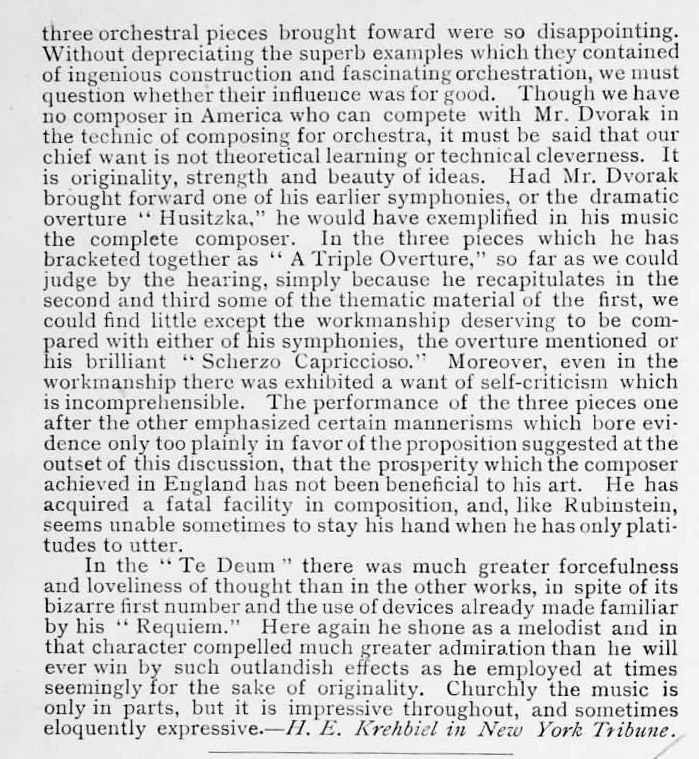 three orchestral pieces brought foward were so disappointing.
Without depreciating the superb examples which they contained
of ingenious construction and fascinating orchestration, we must
question whether their influence was for good. Though we have
no composer in America who can compete with Mr. Dvorak in
the technic of composing for orchestra, it must be said that our
chief want is not theoretical learning or technical cleverness. It
is originality, strength and beauty of ideas. Had Mr. Dvorak
brought forward one of his earlier symphonies, or the dramatic
overture " Husitzka," he would have exemplified in his music
the complete composer. In the three pieces which he has
bracketed together as " A Triple Overture," so far as we could
judge by the hearing, simply because he recapitulates in the
second and third some of the thematic material of the first, we
could find little except the workmanship deserving to be com-
pared with either of his symphonies, the overture mentioned or
his brilliant " Scherzo Capriccioso." Moreover, even in the
workmanship there was exhibited a want of self-criticism which
is incomprehensible. The performance of the three pieces one
after the other emphasized certain mannerisms which bore evi-
dence only too plainly in favor of the proposition suggested at the
outset of this discussion, that the prosperity which the composer
achieved in England has not been beneficial to his art. He has
acquired a fatal facility in composition, and, like Rubinstein,
seems unable sometimes to stay his hand when he has only plati-
tudes to utter.
In the " Te Deum " there was much greater forcefulness
and loveliness of thought than in the other works, in spite of its
bizarre first number and the use of devices already made familiar
by his " Requiem." Here again he shone as a melodist and in
that character compelled much greater admiration than he will
ever win by such outlandish effects as he employed at times
seemingly for the sake of originality. Churchly the music is
only in parts, but it is impressive throughout, and sometimes
eloquently expressive.—H. E. Krehbiel in New York Tribune.